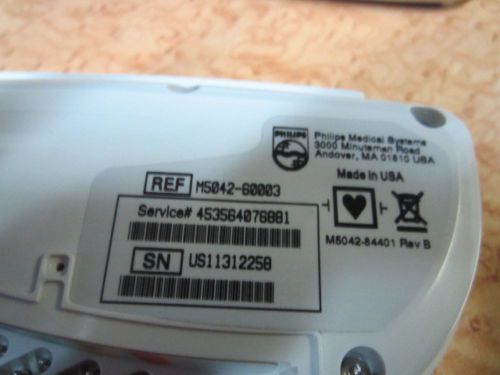 PHILIPS
Philips Medical Systems
3000 Minuteman Road
Andover, MA 01810 USA
Made in USA
REF M5042-60003
Service# 453564076881
SN US11312258
M5042-84401 Rev B